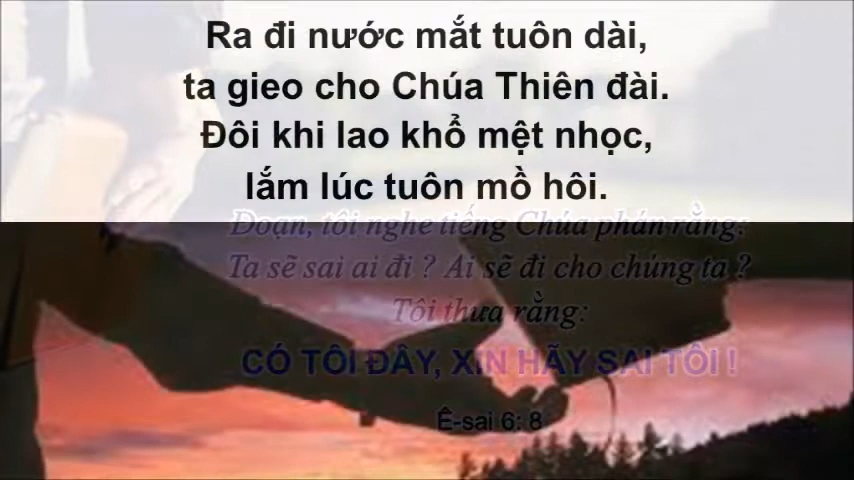 Ra đi nước mắt tuôn dài,
ta gieo cho Chúa Thiên đài.
Đôi khi lao khổ mệt nhọc,
lắm lúc tuôn mồ hôi.
Đoạn, tôi nghe tiếng Chúa phán rằng:
Ta sẽ sai ai đi ? Ai sẽ đi cho chúng ta ?
Tôi thưa rằng:
CÓ TÔI ĐÂY, XIN HÃY SAI TÔI !
Ê-sai 6: 8